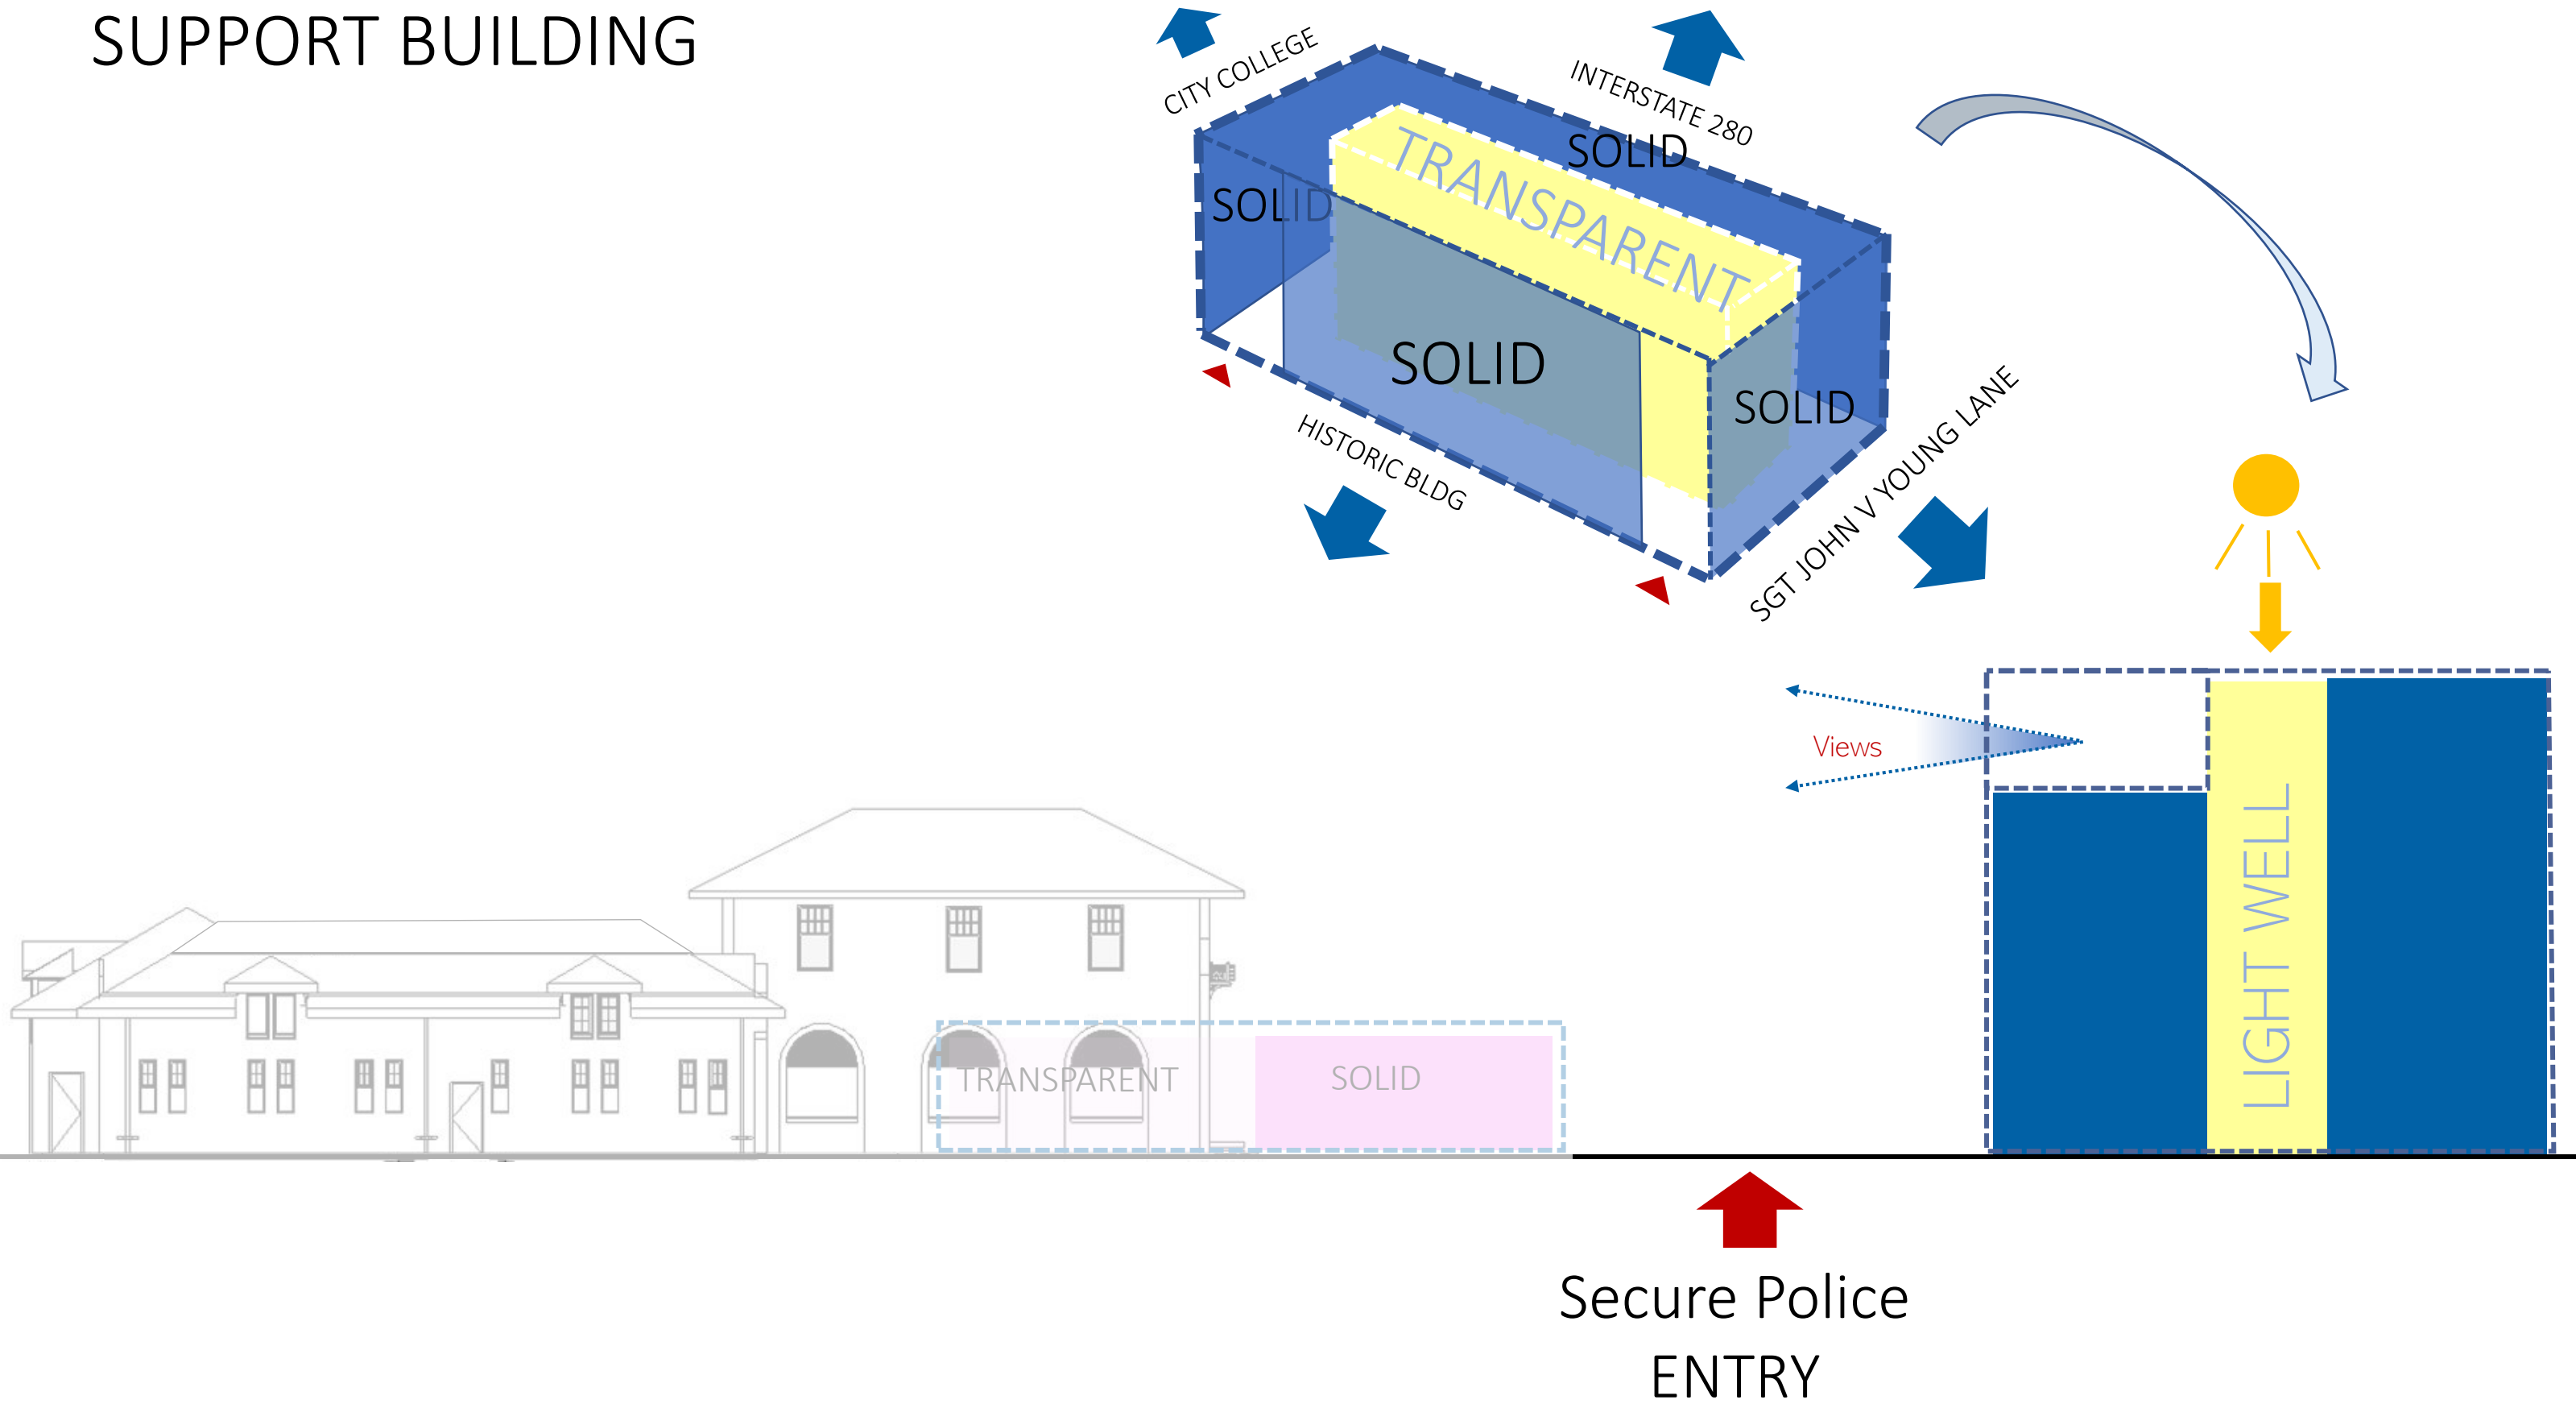 SUPPORT BUILDING
CITY COLLEGE
INTERSTATE 280
SOLID
SOLID
TRANSPARENT
SOLID
SOLID
HISTORIC BLDG
SGT JOHN V YOUNG LANE
Views
LIGHT WELL
TRANSPARENT
SOLID
Secure Police
ENTRY